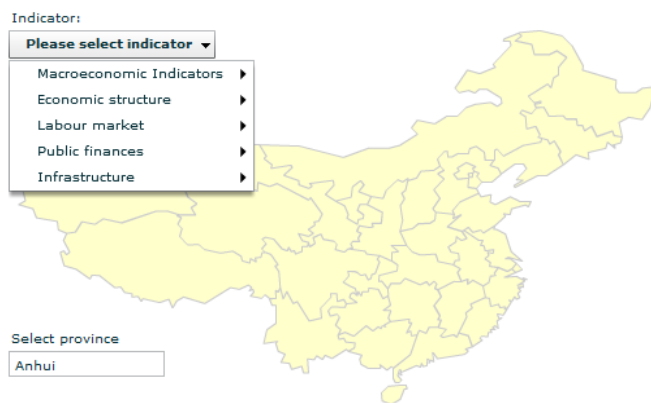 Indicator:
Please select indicator
Macroeconomic Indicators
Economic structure
Labour market
Public finances
Infrastructure
Select province
Anhui